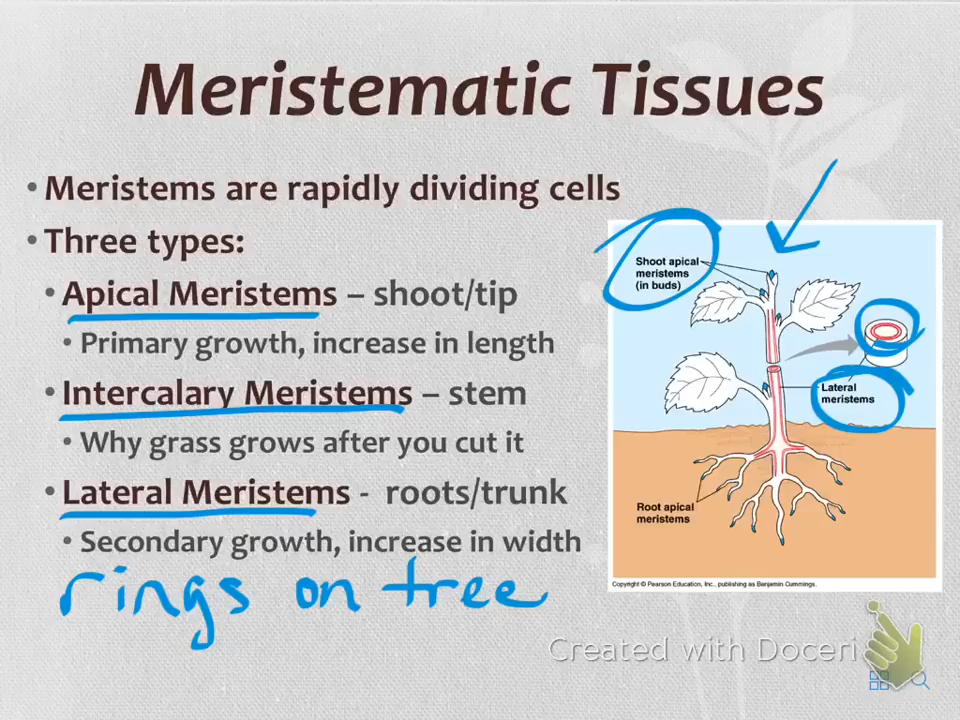 Meristematic Tissues
• Meristems are rapidly dividing cells
• Three types:
• Apical Meristems – shoot/tip
• Primary growth, increase in length
• Intercalary Meristems – stem
• Why grass grows after you cut it
• Lateral Meristems - roots/trunk
• Secondary growth, increase in width
rings on tree
Shoot apical
meristems
(in buds)
Lateral
meristems
Root apical
meristems
Copyright © Pearson Education, Inc., publishing as Benjamin Cummings.
Created with Doceri